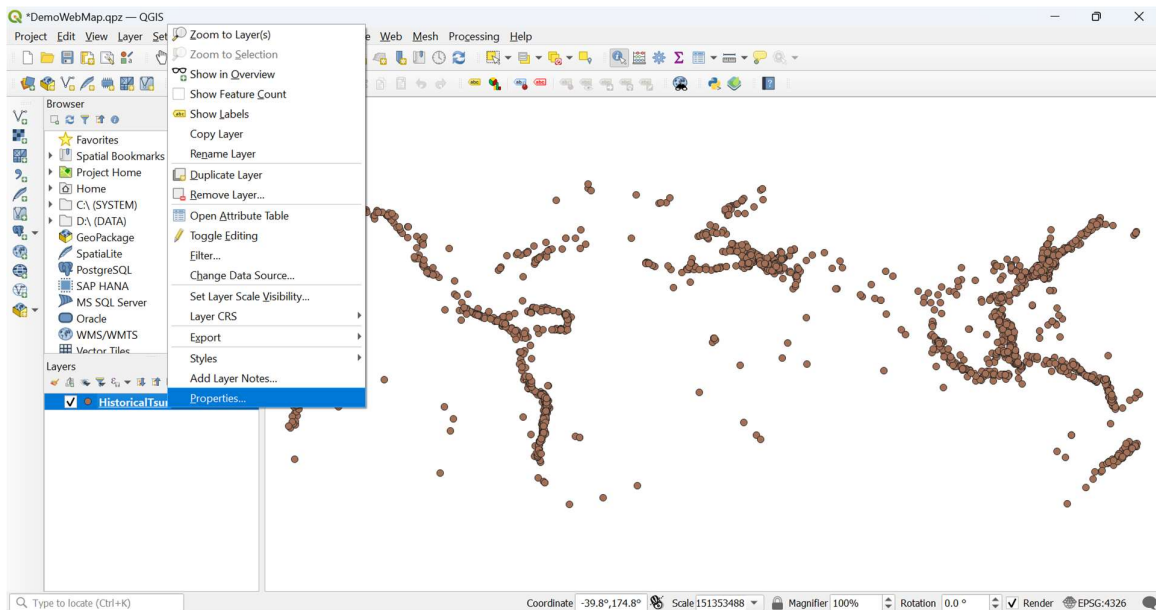 *DemoWebMap.qpz — QGIS
Project Edit View Layer Set e Web Mesh Processing Help
Zoom to Layer(s)
Zoom to Selection
Show in Overview
Show Feature Count
Show Labels
Copy Layer
Rename Layer
Duplicate Layer
Remove Layer...
Open Attribute Table
Toggle Editing
Filter...
Change Data Source...
Set Layer Scale Visibility...
Layer CRS
Export
Styles
Add Layer Notes...
Properties...
Browser
Favorites
Spatial Bookmarks
Project Home
Home
C:\ (SYSTEM)
D:\ (DATA)
GeoPackage
SpatiaLite
PostgreSQL
SAP HANA
MS SQL Server
Oracle
WMS/WMTS
Vector Tiles
Layers
HistoricalTsu
Type to locate (Ctrl+K) Coordinate -39.8°,174.8° Scale 151353488 Magnifier 100% Rotation 0.0 ° Render EPSG:4326